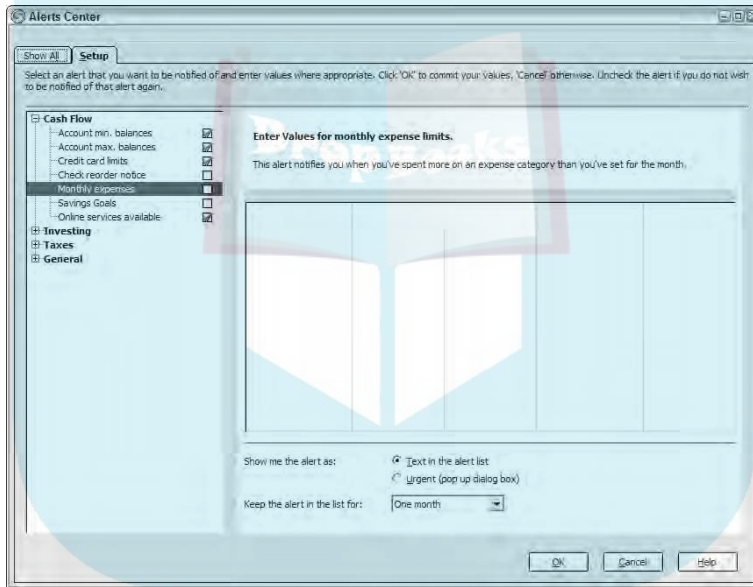 Alerts Center
Show All
Setup
Select an alert that you want to be notified of and enter values where appropriate. Click 'OK' to commit your values, 'Cancel' otherwise. Uncheck the alert if you do not wish
to be notified of that alert again.
Cash Flow
Account min. balances
Account max. balances
Credit card limits
Check reorder notice
Monthly expenses
Savings Goals
Online services available
Investing
Taxes
General
DropBooks
Enter Values for monthly expense limits.
This alert notifies you when you've spent more on an expense category than you've set for the month.
Show me the alert as:
Text in the alert list
Urgent (pop up dialog box)
Keep the alert in the list for:
One month
OK
Cancel
Help